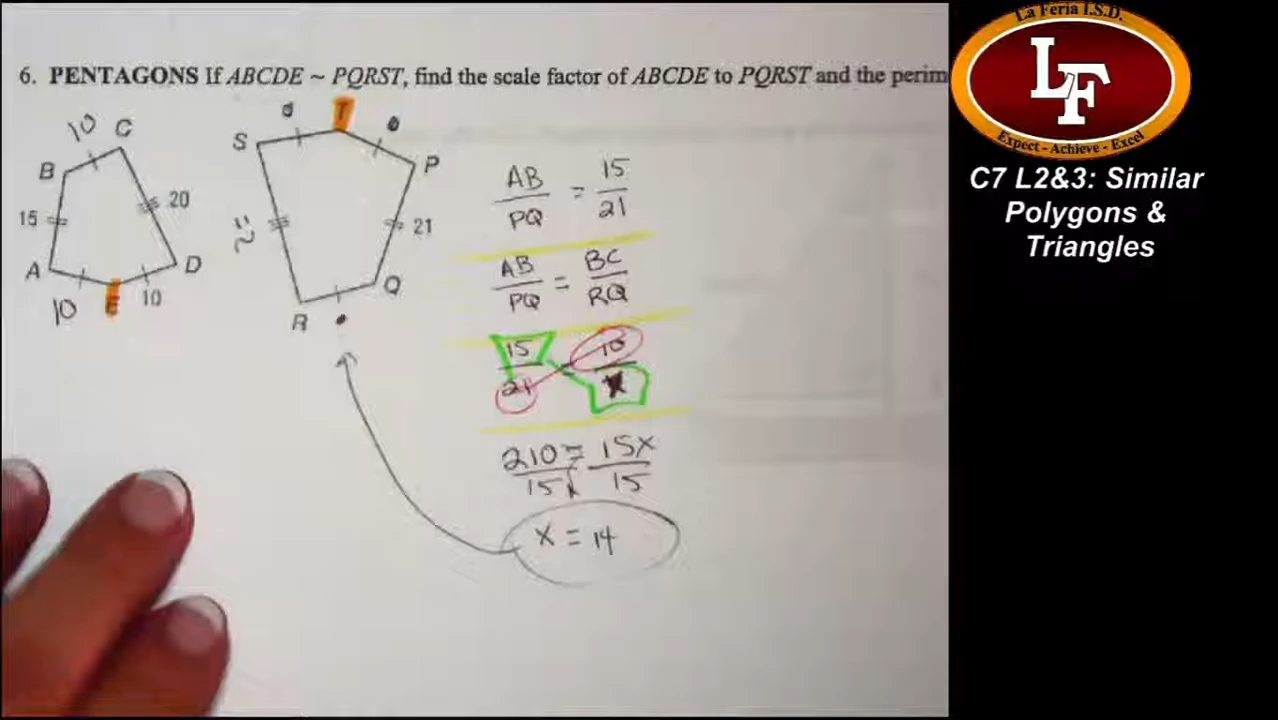 6. PENTAGONS If ABCDE ~ PQRST, find the scale factor of ABCDE to PQRST and the perim
La Feria I.S.D.
LF
Expect - Achieve - Excel
C7 L2&3: Similar
Polygons &
Triangles
10
C
B
15
20
A
D
10
E
10
S
T
P
21
Q
R
AB/PQ = 15/21
AB/PQ = BC/RQ
15/21 = 10/x
210/15 = 15x/15
x = 14